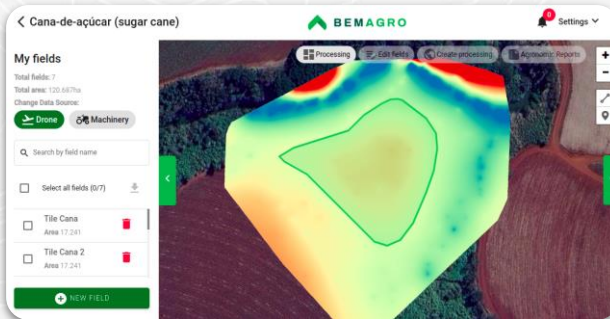 Cana-de-açúcar (sugar cane)
BEMAGRO
0
Settings
My fields
Total fields: 7
Total area: 120.687ha
Change Data Source:
Drone
Machinery
Search by field name
Select all fields (0/7)
Tile Cana
Area 17.241
Tile Cana 2
Area 17.241
NEW FIELD
Processing
Edit fields
Create processing
Reports